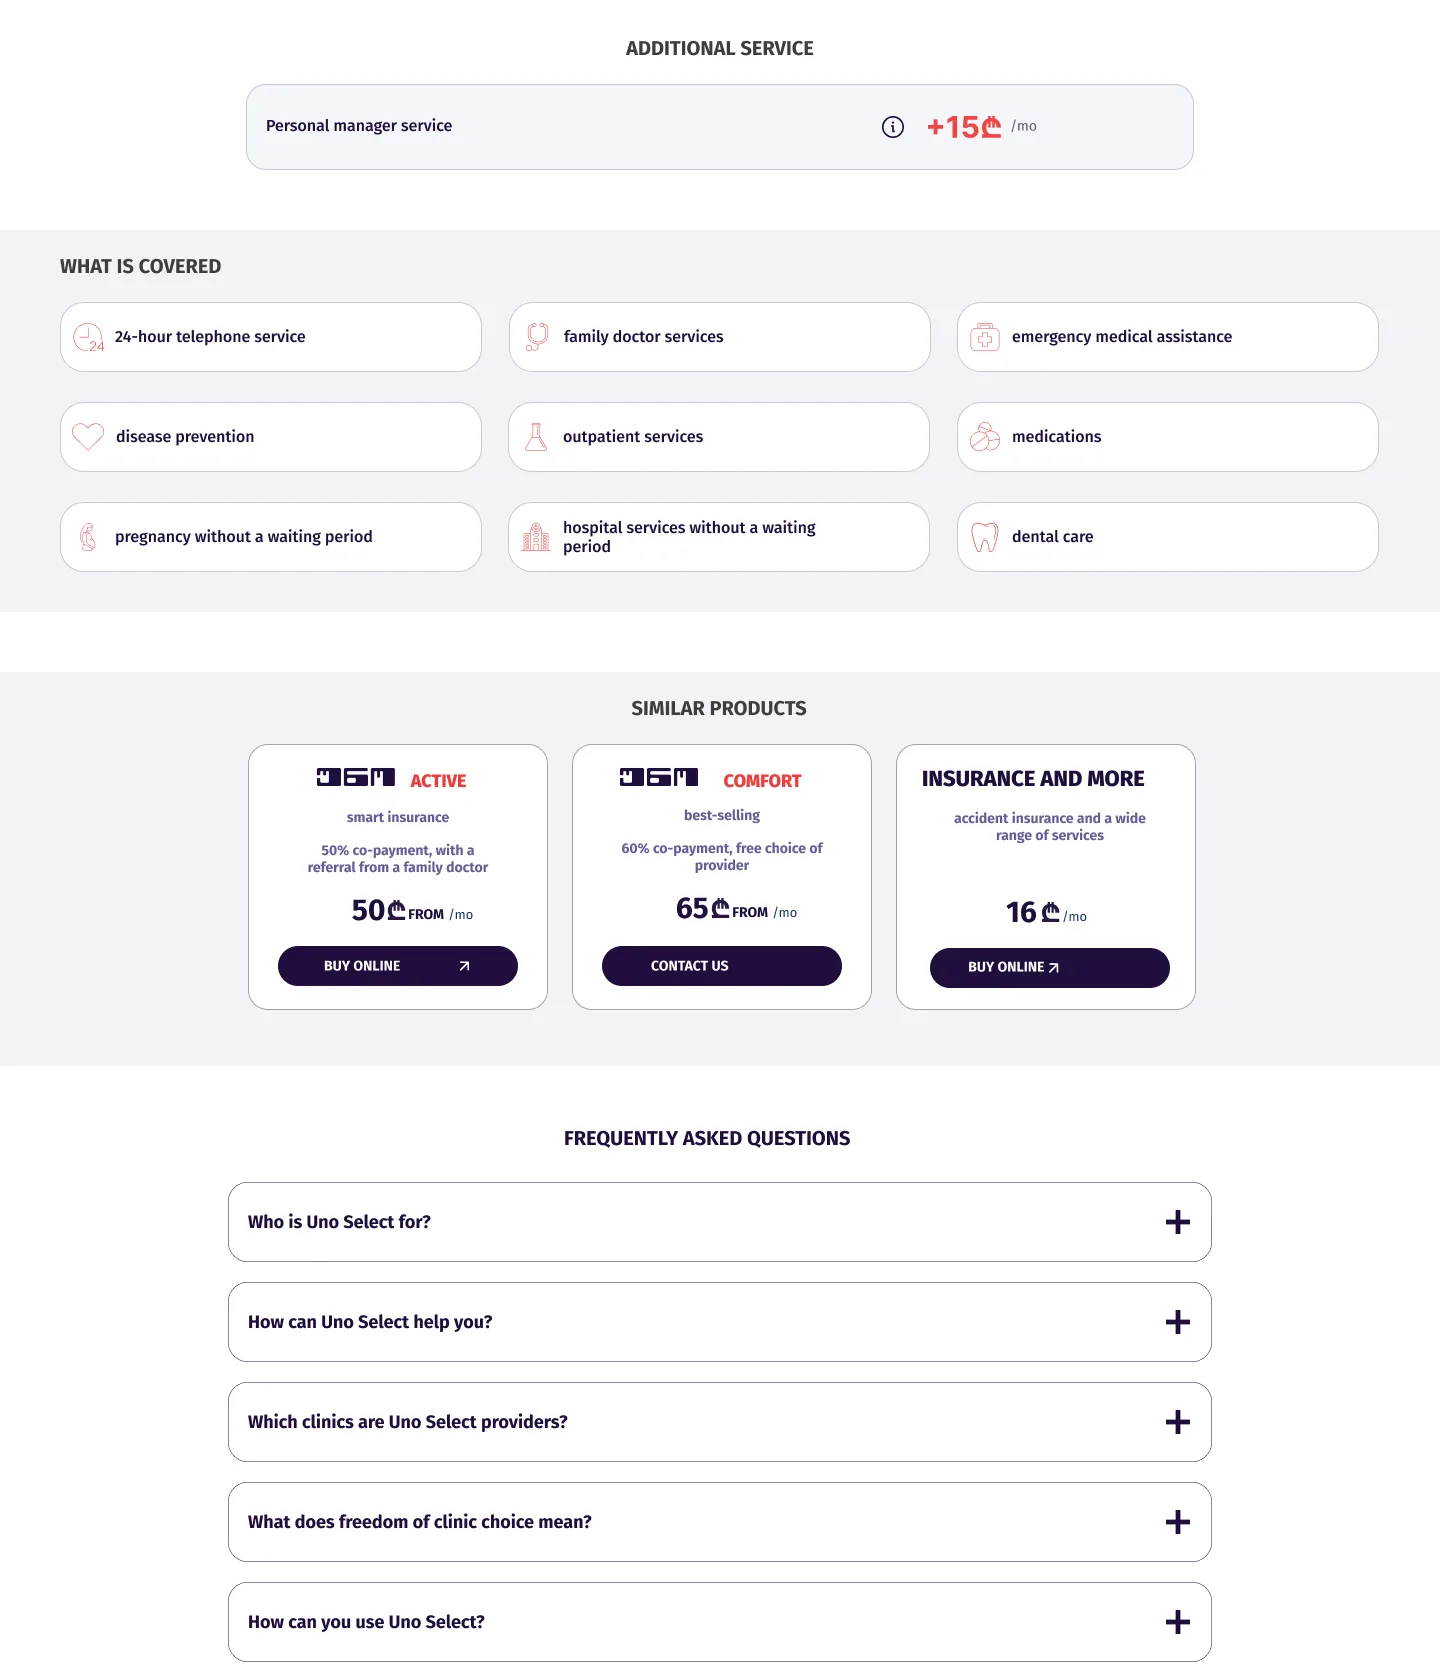 ADDITIONAL SERVICE
Personal manager service
+15₾ /mo
WHAT IS COVERED
24
24-hour telephone service
family doctor services
emergency medical assistance
disease prevention
outpatient services
medications
pregnancy without a waiting period
hospital services without a waiting
period
dental care
SIMILAR PRODUCTS
ACTIVE
smart insurance
50% co-payment, with a
referral from a family doctor
50₾ FROM /mo
BUY ONLINE
COMFORT
best-selling
60% co-payment, free choice of
provider
65₾ FROM /mo
CONTACT US
INSURANCE AND MORE
accident insurance and a wide
range of services
16 ₾ /mo
BUY ONLINE
FREQUENTLY ASKED QUESTIONS
Who is Uno Select for?
How can Uno Select help you?
Which clinics are Uno Select providers?
What does freedom of clinic choice mean?
How can you use Uno Select?